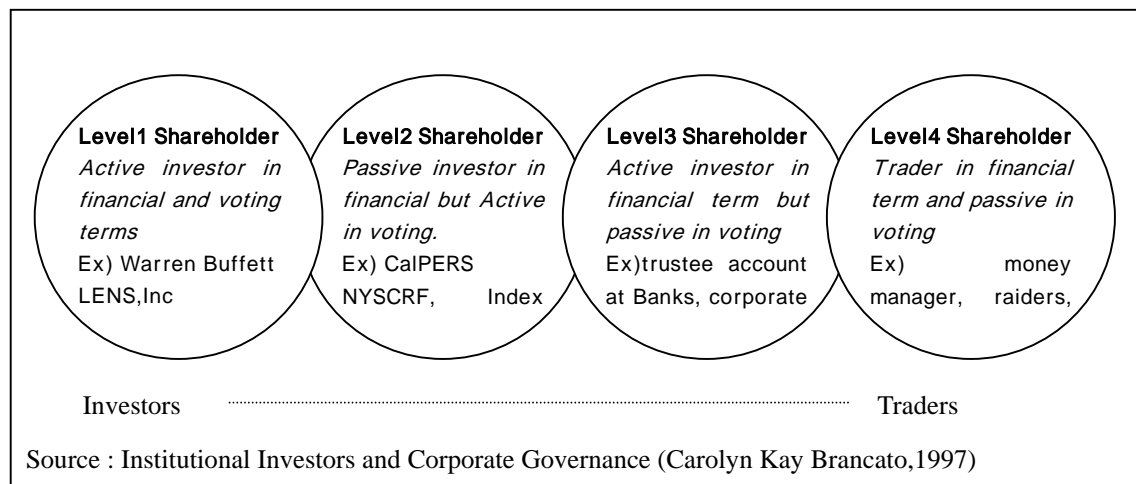 Level1 Shareholder
Active investor in
financial and voting
terms
Ex) Warren Buffett
LENS,Inc
Level2 Shareholder
Passive investor in
financial but Active
in voting.
Ex) CalPERS
NYSCRF, Index
Level3 Shareholder
Active investor in
financial term but
passive in voting
Ex)trustee account
at Banks, corporate
Level4 Shareholder
Trader in financial
term and passive in
voting
Ex) money
manager, raiders,
Investors
Traders
Source : Institutional Investors and Corporate Governance (Carolyn Kay Brancato,1997)